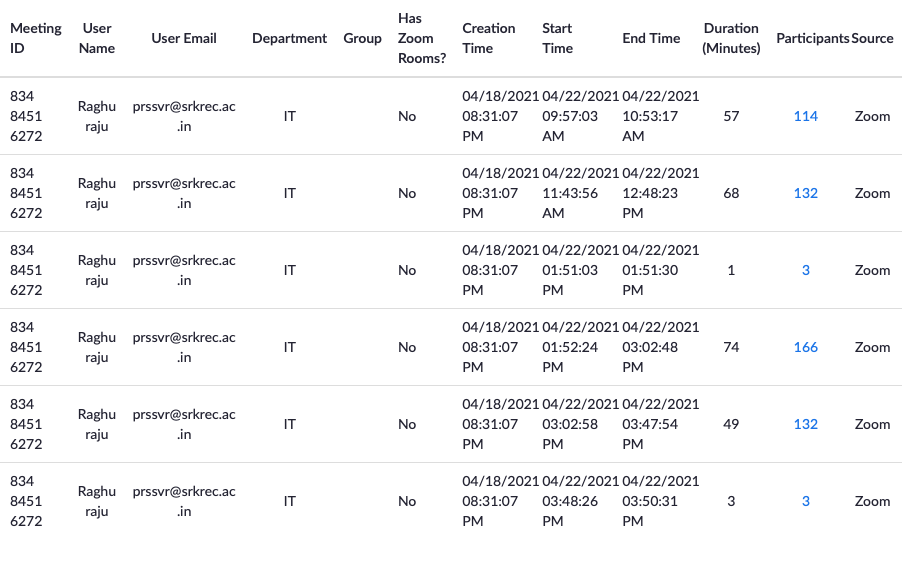 Meeting ID User Name User Email Department Group Has Zoom Rooms? Creation Time Start Time End Time Duration (Minutes) Participants Source
834 8451 6272 Raghu raju prssvr@srkrec.ac.in IT No 04/18/2021 08:31:07 PM 04/22/2021 09:57:03 AM 04/22/2021 10:53:17 AM 57 114 Zoom
834 8451 6272 Raghu raju prssvr@srkrec.ac.in IT No 04/18/2021 08:31:07 PM 04/22/2021 11:43:56 AM 04/22/2021 12:48:23 PM 68 132 Zoom
834 8451 6272 Raghu raju prssvr@srkrec.ac.in IT No 04/18/2021 08:31:07 PM 04/22/2021 01:51:03 PM 04/22/2021 01:51:30 PM 1 3 Zoom
834 8451 6272 Raghu raju prssvr@srkrec.ac.in IT No 04/18/2021 08:31:07 PM 04/22/2021 01:52:24 PM 04/22/2021 03:02:48 PM 74 166 Zoom
834 8451 6272 Raghu raju prssvr@srkrec.ac.in IT No 04/18/2021 08:31:07 PM 04/22/2021 03:02:58 PM 04/22/2021 03:47:54 PM 49 132 Zoom
834 8451 6272 Raghu raju prssvr@srkrec.ac.in IT No 04/18/2021 08:31:07 PM 04/22/2021 03:48:26 PM 04/22/2021 03:50:31 PM 3 3 Zoom